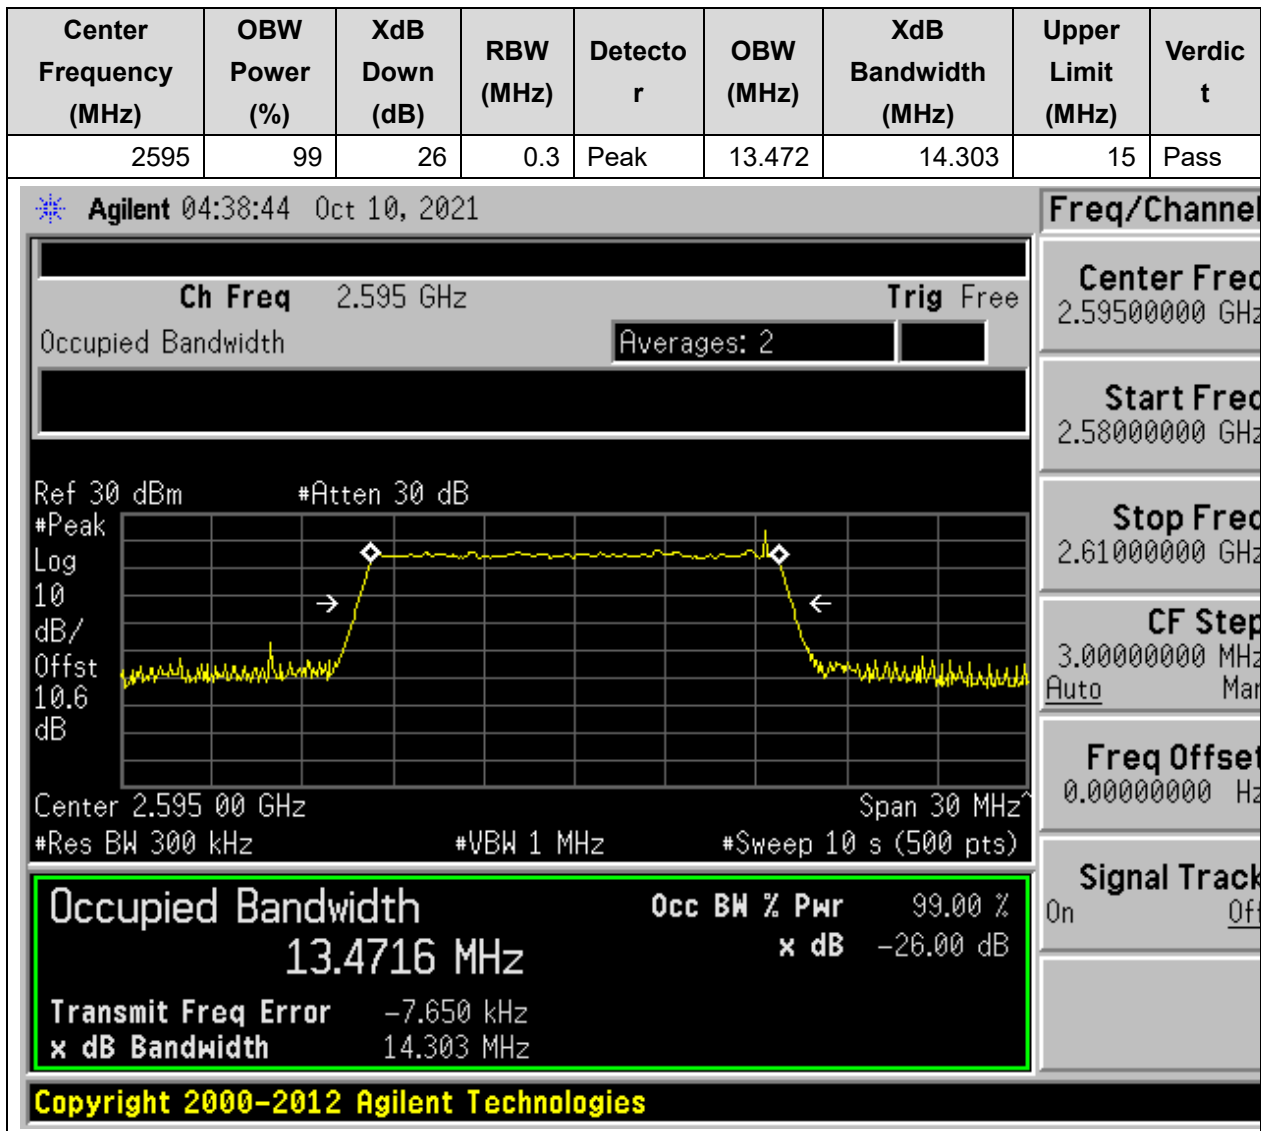 Center Frequency (MHz) OBW Power (%) XdB Down (dB) RBW (MHz) Detector OBW (MHz) XdB Bandwidth (MHz) Upper Limit (MHz) Verdict
2595 99 26 0.3 Peak 13.472 14.303 15 Pass
Agilent 04:38:44 Oct 10, 2021
Freq/Channel
Ch Freq 2.595 GHz Trig Free
Occupied Bandwidth Averages: 2
Center Freq
2.59500000 GHz
Start Freq
2.58000000 GHz
Stop Freq
2.61000000 GHz
CF Step
3.00000000 MHz
Auto Man
Freq Offset
0.00000000 Hz
Signal Track
On Off
Ref 30 dBm #Atten 30 dB
#Peak
Log
10
dB/
Offst
10.6
dB
Center 2.595 00 GHz Span 30 MHz^
#Res BW 300 kHz #VBW 1 MHz #Sweep 10 s (500 pts)
Occupied Bandwidth Occ BW % Pwr 99.00 %
13.4716 MHz x dB -26.00 dB
Transmit Freq Error -7.650 kHz
x dB Bandwidth 14.303 MHz
Copyright 2000-2012 Agilent Technologies